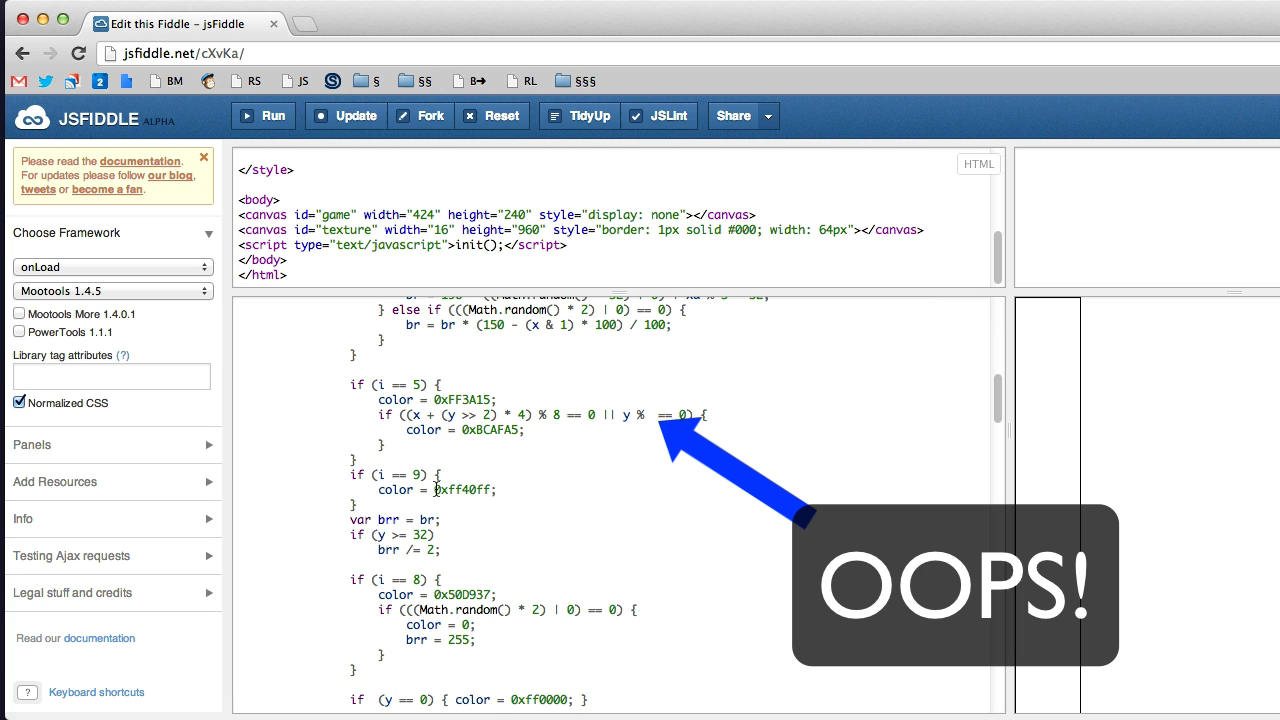 Edit this Fiddle – jsFiddle
jsfiddle.net/cXvKa/
2 BM RS JS § §§ B→ RL §§§
JSFIDDLE ALPHA Run Update Fork Reset TidyUp JSLint Share
Please read the documentation.
For updates please follow our blog,
tweets or become a fan.
Choose Framework
onLoad
Mootools 1.4.5
Mootools More 1.4.0.1
PowerTools 1.1.1
Library tag attributes (?)
Normalized CSS
Panels
Add Resources
Info
Testing Ajax requests
Legal stuff and credits
Read our documentation
? Keyboard shortcuts
HTML
</style>
<body>
<canvas id="game" width="424" height="240" style="display: none"></canvas>
<canvas id="texture" width="16" height="960" style="border: 1px solid #000; width: 64px"></canvas>
<script type="text/javascript">init();</script>
</body>
</html>
} else if (((Math.random() * 2) | 0) == 0) {
br = br * (150 - (x & 1) * 100) / 100;
}
}
if (i == 5) {
color = 0xFF3A15;
if ((x + (y >> 2) * 4) % 8 == 0 || y % == 0) {
color = 0xBCAFA5;
}
}
if (i == 9) {
color = 0xff40ff;
}
var brr = br;
if (y >= 32)
brr /= 2;
if (i == 8) {
color = 0x50D937;
if (((Math.random() * 2) | 0) == 0) {
color = 0;
brr = 255;
}
}
if (y == 0) { color = 0xff0000; }
OOPS!